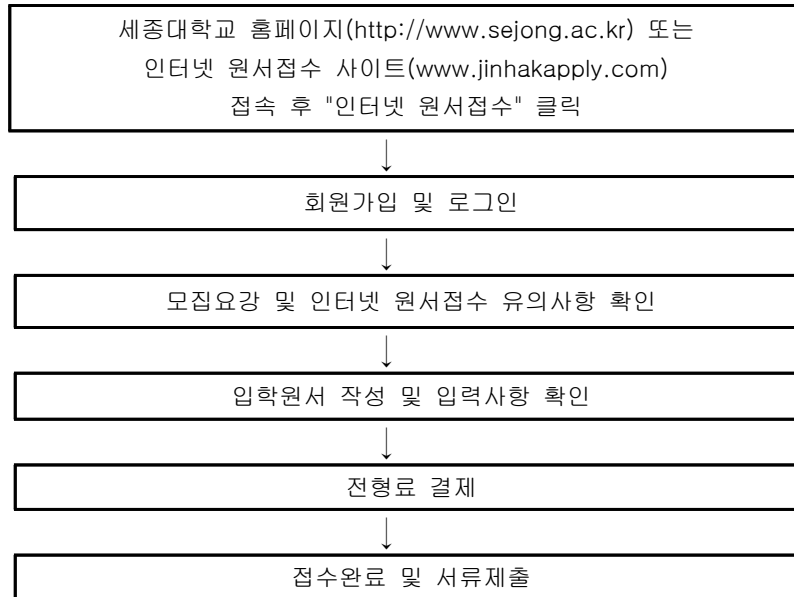 세종대학교 홈페이지(http://www.sejong.ac.kr) 또는
인터넷 원서접수 사이트(www.jinhakapply.com)
접속 후 "인터넷 원서접수" 클릭
↓
회원가입 및 로그인
↓
모집요강 및 인터넷 원서접수 유의사항 확인
↓
입학원서 작성 및 입력사항 확인
↓
전형료 결제
↓
접수완료 및 서류제출